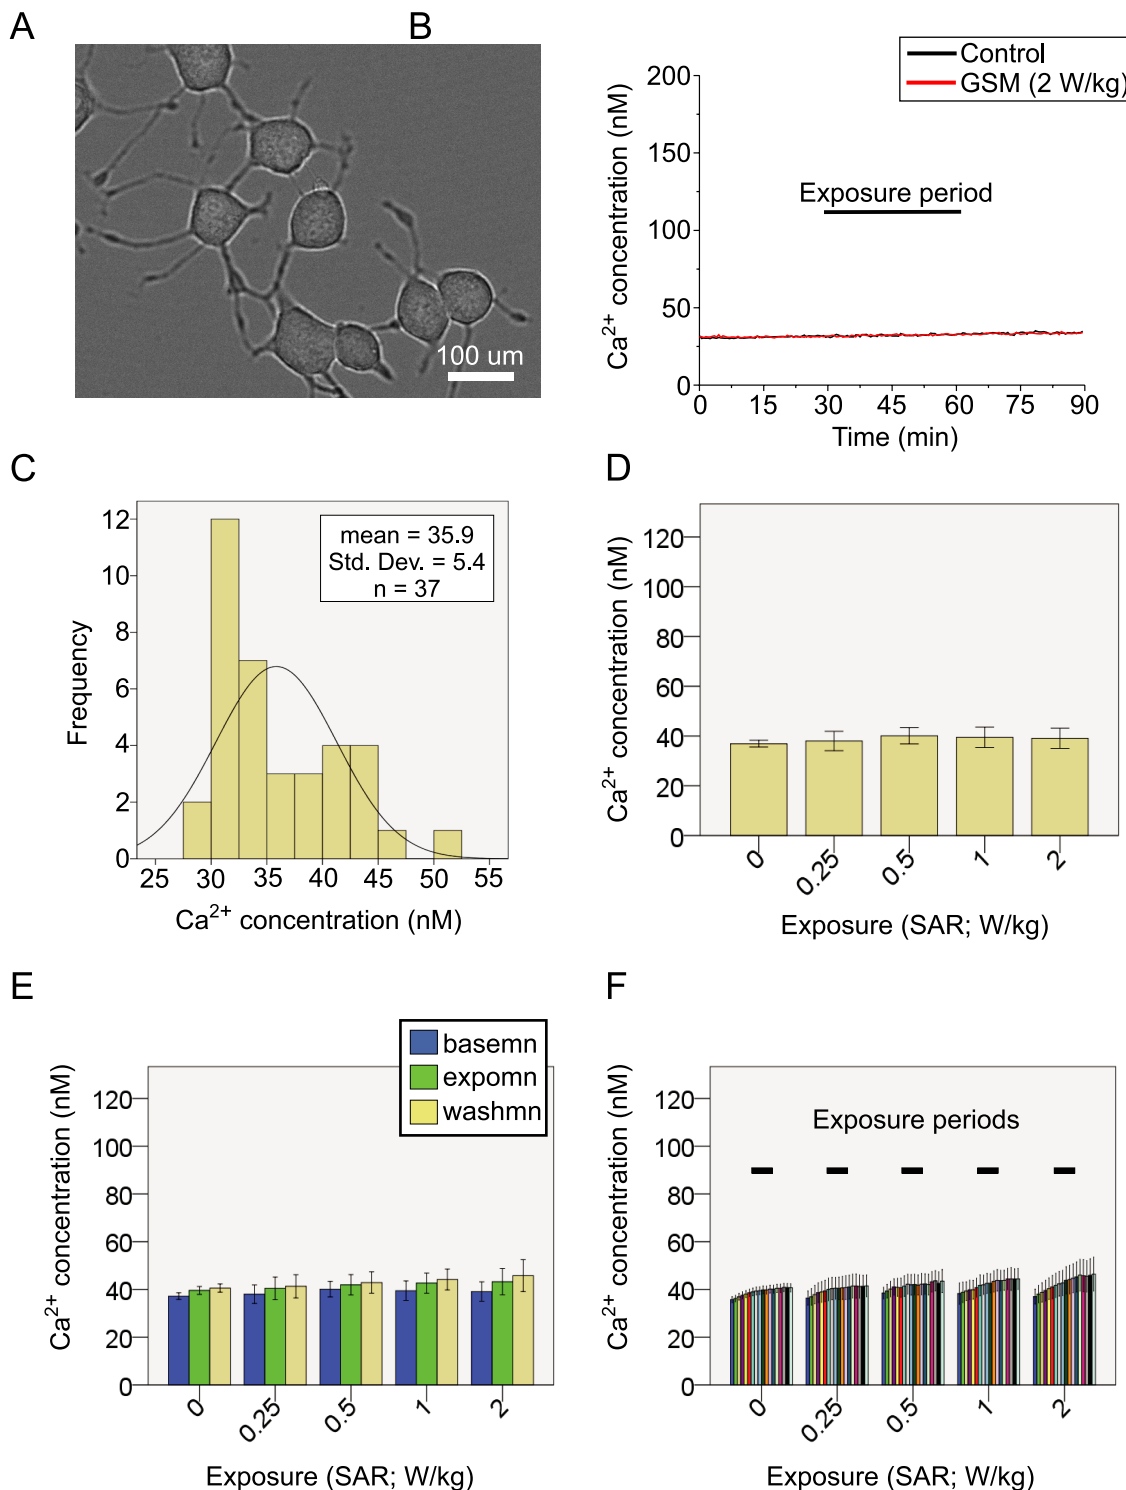 A
B
100 um
Control
GSM (2 W/kg)
Ca²⁺ concentration (nM)
200
150
100
50
0
Exposure period
0 15 30 45 60 75 90
Time (min)
C
mean = 35.9
Std. Dev. = 5.4
n = 37
Frequency
12
10
8
6
4
2
0
25 30 35 40 45 50 55
Ca²⁺ concentration (nM)
D
Ca²⁺ concentration (nM)
120
100
80
60
40
20
0
0 0.25 0.5 1 2
Exposure (SAR; W/kg)
E
basemn
expomn
washmn
Ca²⁺ concentration (nM)
120
100
80
60
40
20
0
0 0.25 0.5 1 2
Exposure (SAR; W/kg)
F
Exposure periods
Ca²⁺ concentration (nM)
120
100
80
60
40
20
0
0 0.25 0.5 1 2
Exposure (SAR; W/kg)